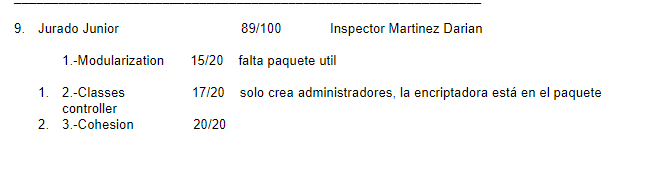 9. Jurado Junior 89/100 Inspector Martinez Darian
1.-Modularization 15/20 falta paquete util
1. 2.-Classes 17/20 solo crea administradores, la encriptadora está en el paquete
controller
2. 3.-Cohesion 20/20